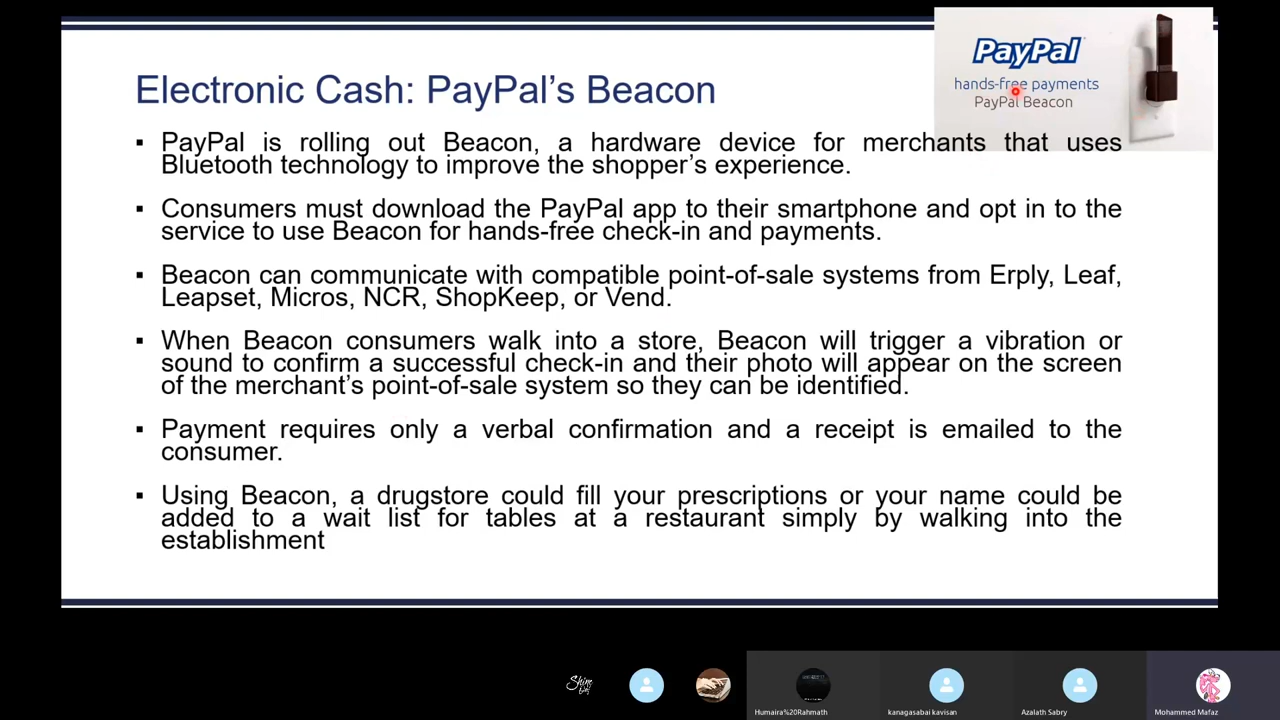 PayPal
hands-free payments
PayPal Beacon
Electronic Cash: PayPal’s Beacon
▪ PayPal is rolling out Beacon, a hardware device for merchants that uses
Bluetooth technology to improve the shopper’s experience.
▪ Consumers must download the PayPal app to their smartphone and opt in to the
service to use Beacon for hands-free check-in and payments.
▪ Beacon can communicate with compatible point-of-sale systems from Erply, Leaf,
Leapset, Micros, NCR, ShopKeep, or Vend.
▪ When Beacon consumers walk into a store, Beacon will trigger a vibration or
sound to confirm a successful check-in and their photo will appear on the screen
of the merchant’s point-of-sale system so they can be identified.
▪ Payment requires only a verbal confirmation and a receipt is emailed to the
consumer.
▪ Using Beacon, a drugstore could fill your prescriptions or your name could be
added to a wait list for tables at a restaurant simply by walking into the
establishment
Humaira%20Rahmath
kanagasabai kavisan
Azalath Sabry
Mohammed Mafaz